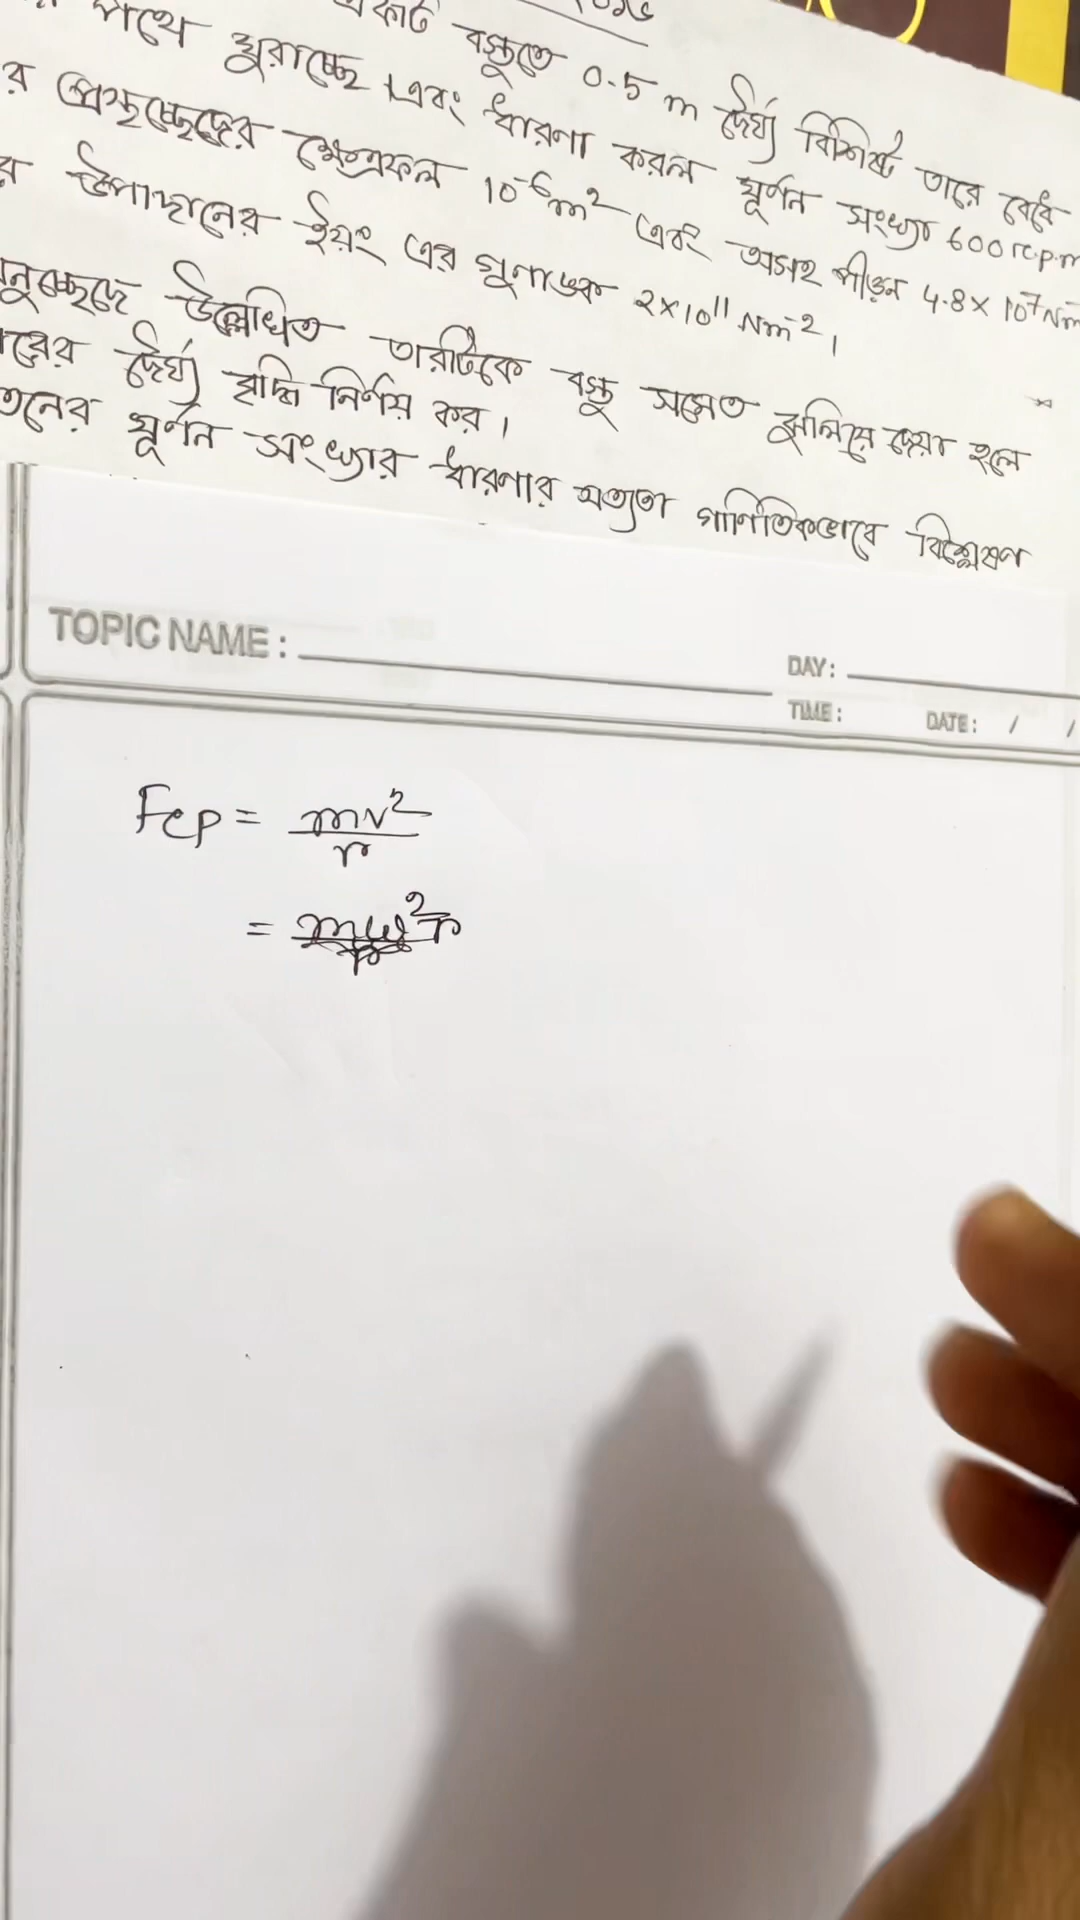 একটি বস্তুতে 0.5 m দৈর্ঘ্য বিশিষ্ট তারে বেধে
পথে ঘুরাচ্ছে এবং ধারণা করল ঘূর্ণন সংখ্যা 600 r.p.m
র প্রস্থচ্ছেদের ক্ষেত্রফল 10⁻⁶m² এবং অসহ পীড়ন 4.8×10⁷Nm
র উপাদানের ইয়ং এর গুনাঙ্ক 2×10¹¹ Nm⁻²।
নুচ্ছেদে উল্লেখিত তারটিকে বস্তু সমেত ঝুলিয়ে দেয়া হলে
রের দৈর্ঘ্য বৃদ্ধি নির্ণয় কর।
তনের ঘূর্ণন সংখ্যার ধারণার সত্যতা গাণিতিকভাবে বিশ্লেষণ
TOPIC NAME :
DAY :
TIME :
DATE : / /
Fcp = mv²/r
= mω²r